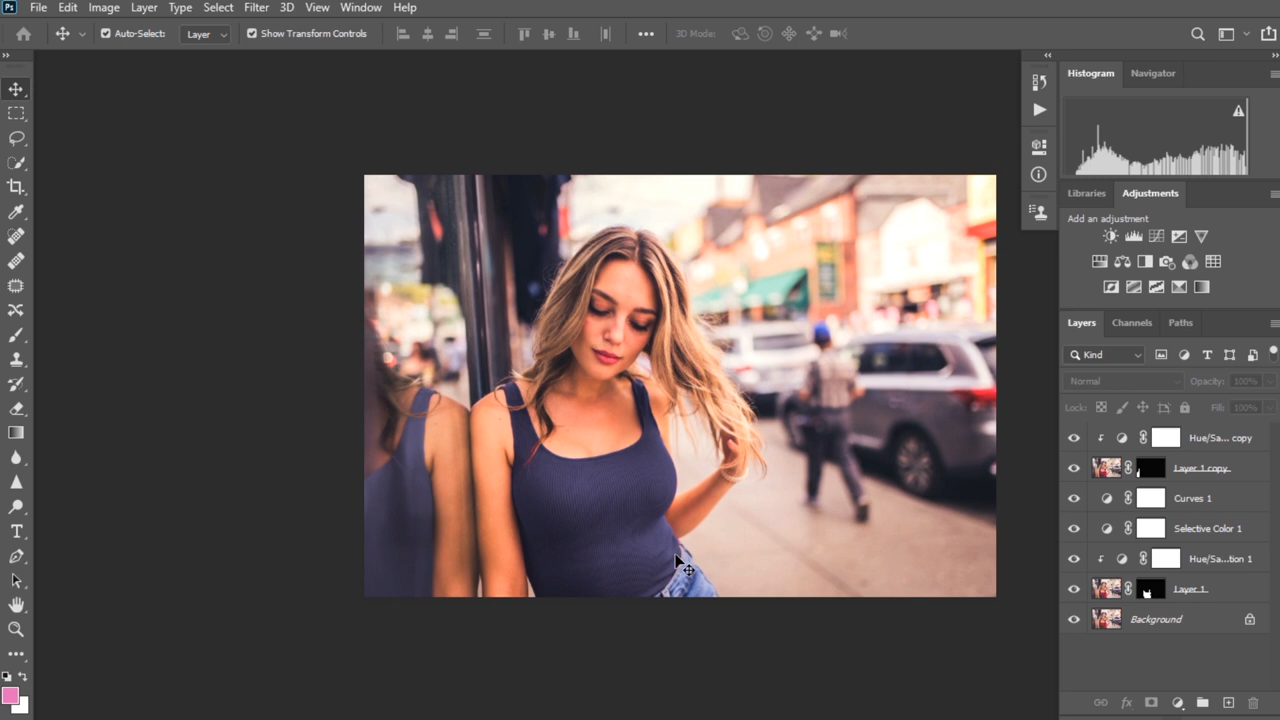 Ps File Edit Image Layer Type Select Filter 3D View Window Help
Auto-Select: Layer Show Transform Controls 3D Mode:
Histogram Navigator
Libraries Adjustments
Add an adjustment
Layers Channels Paths
Kind
Normal Opacity: 100%
Lock: Fill: 100%
Hue/Sa... copy
Layer 1 copy
Curves 1
Selective Color 1
Hue/Sa...tion 1
Layer 1
Background
fx